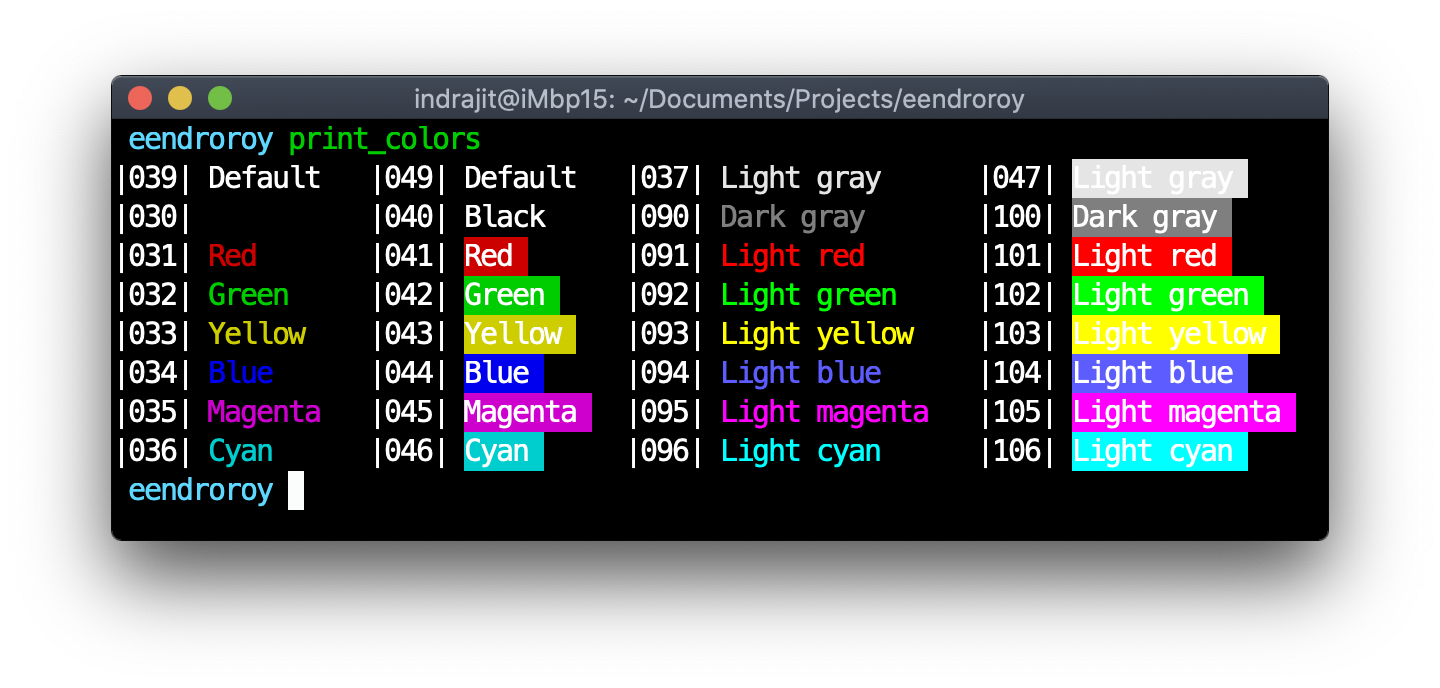 indrajit@iMbp15: ~/Documents/Projects/eendroroy
eendroroy print_colors
|039| Default |049| Default |037| Light gray |047| Light gray
|030| |040| Black |090| Dark gray |100| Dark gray
|031| Red |041| Red |091| Light red |101| Light red
|032| Green |042| Green |092| Light green |102| Light green
|033| Yellow |043| Yellow |093| Light yellow |103| Light yellow
|034| Blue |044| Blue |094| Light blue |104| Light blue
|035| Magenta |045| Magenta |095| Light magenta |105| Light magenta
|036| Cyan |046| Cyan |096| Light cyan |106| Light cyan
eendroroy